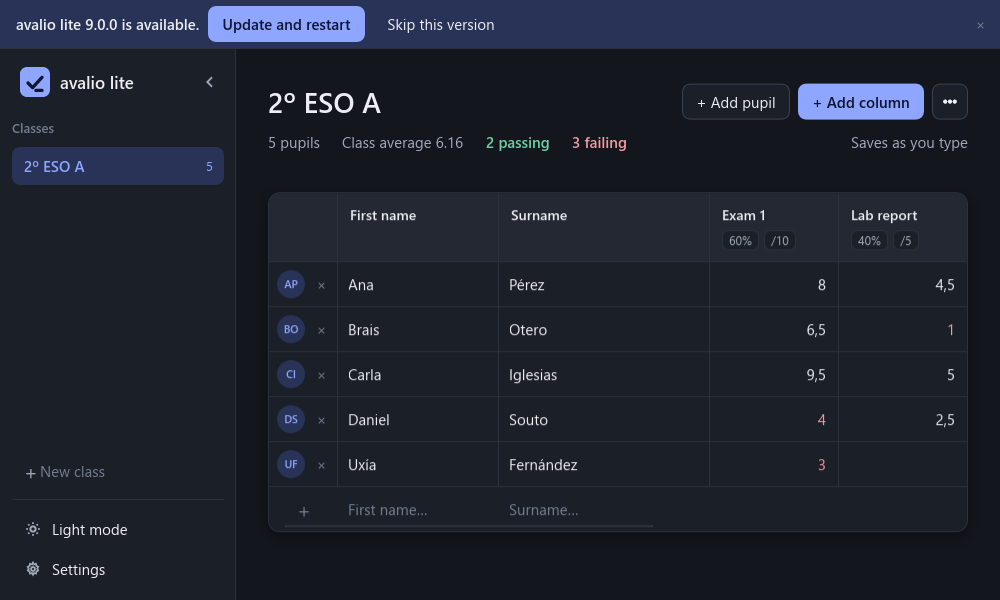 avalio lite 9.0.0 is available. Update and restart Skip this version ×
avalio lite
Classes
2º ESO A 5
+ New class
Light mode
Settings
2º ESO A
+ Add pupil + Add column •••
5 pupils Class average 6.16 2 passing 3 failing Saves as you type
First name Surname Exam 1 Lab report
60% /10 40% /5
AP × Ana Pérez 8 4,5
BO × Brais Otero 6,5 1
CI × Carla Iglesias 9,5 5
DS × Daniel Souto 4 2,5
UF × Uxía Fernández 3
+ First name... Surname...